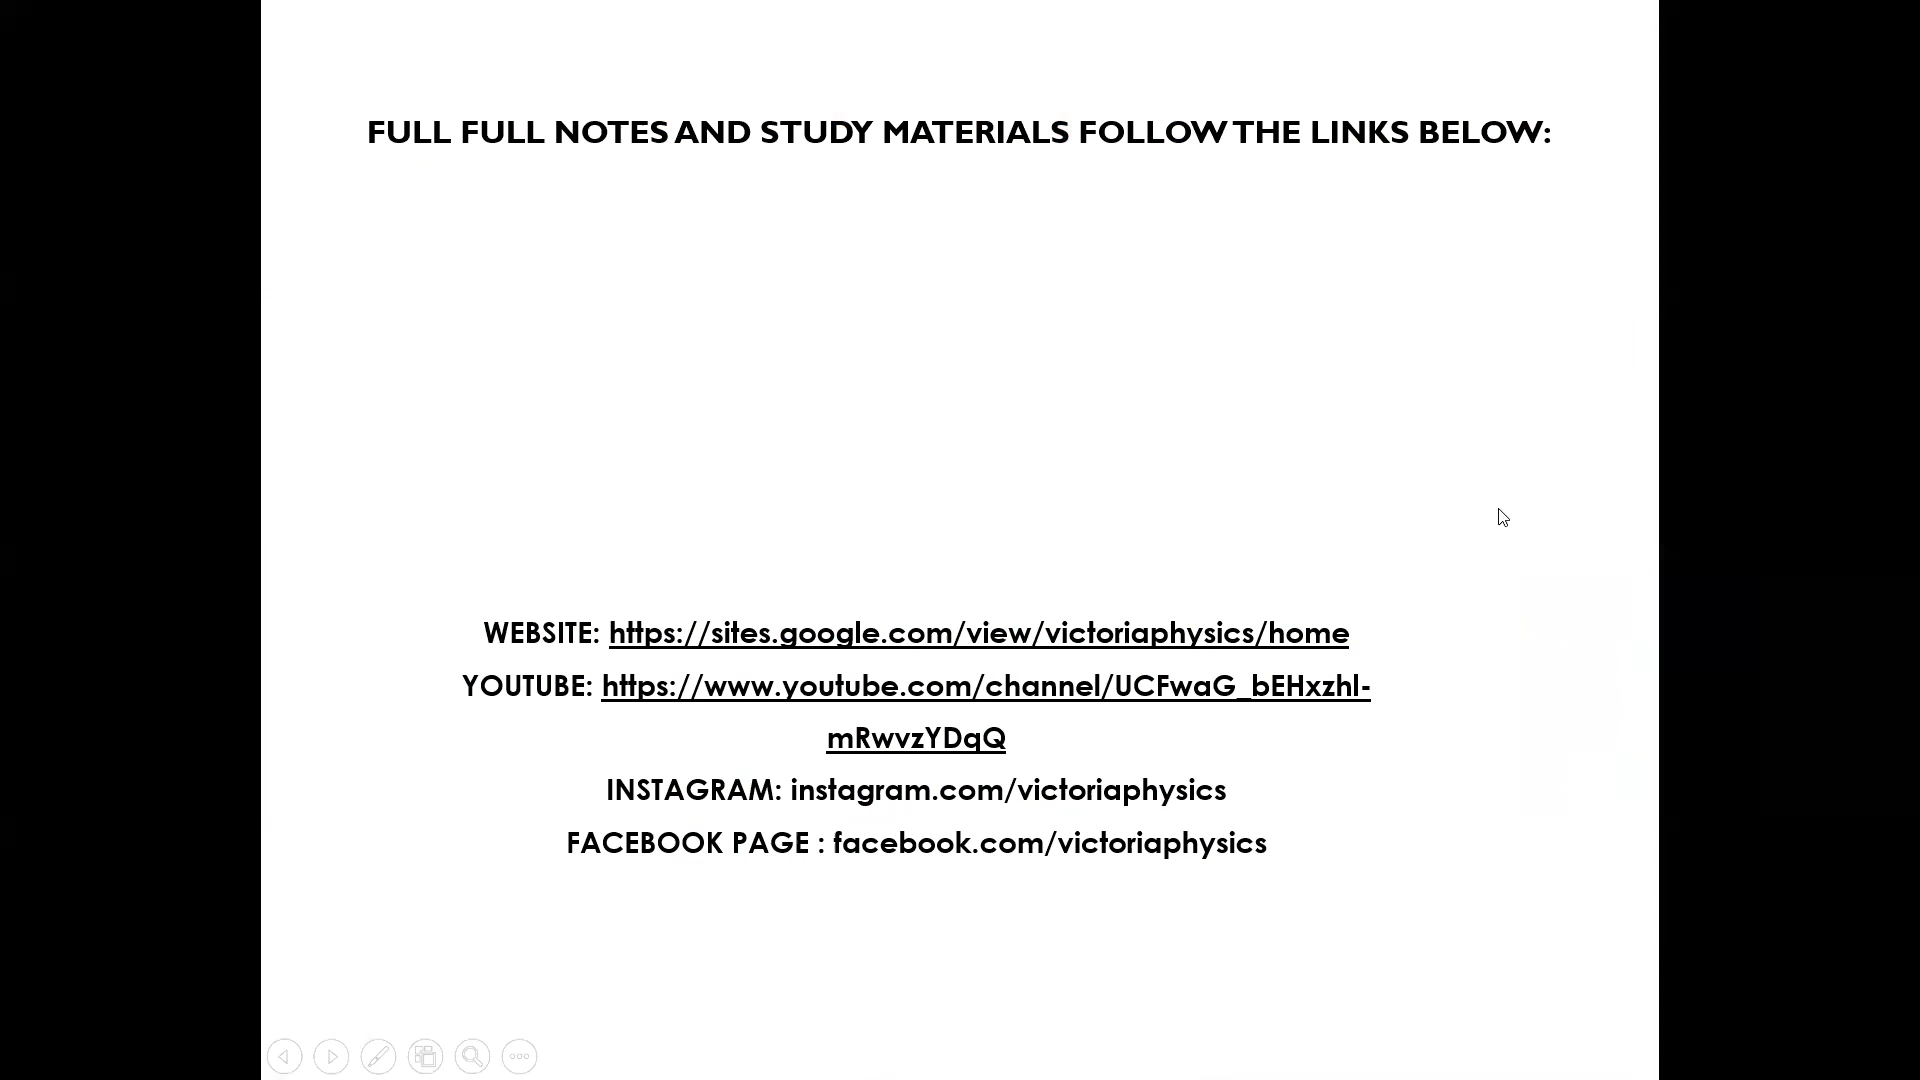 FULL FULL NOTES AND STUDY MATERIALS FOLLOW THE LINKS BELOW:
WEBSITE: https://sites.google.com/view/victoriaphysics/home
YOUTUBE: https://www.youtube.com/channel/UCFwaG_bEHxzhl-
mRwvzYDqQ
INSTAGRAM: instagram.com/victoriaphysics
FACEBOOK PAGE : facebook.com/victoriaphysics